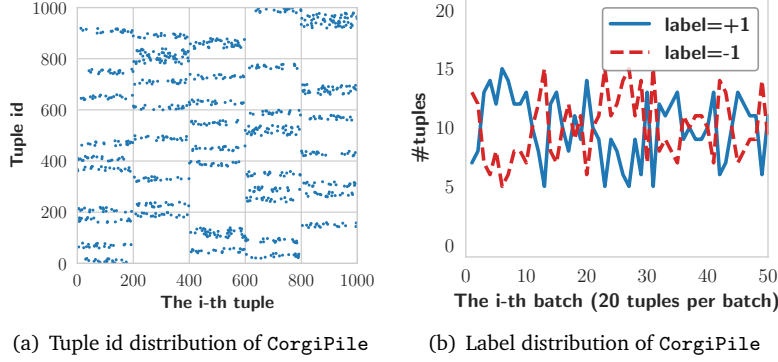 1000
800
600
400
200
0
Tuple id
0 200 400 600 800 1000
The i-th tuple
(a) Tuple id distribution of CorgiPile
20
15
10
5
0
#tuples
label=+1
label=-1
0 10 20 30 40 50
The i-th batch (20 tuples per batch)
(b) Label distribution of CorgiPile